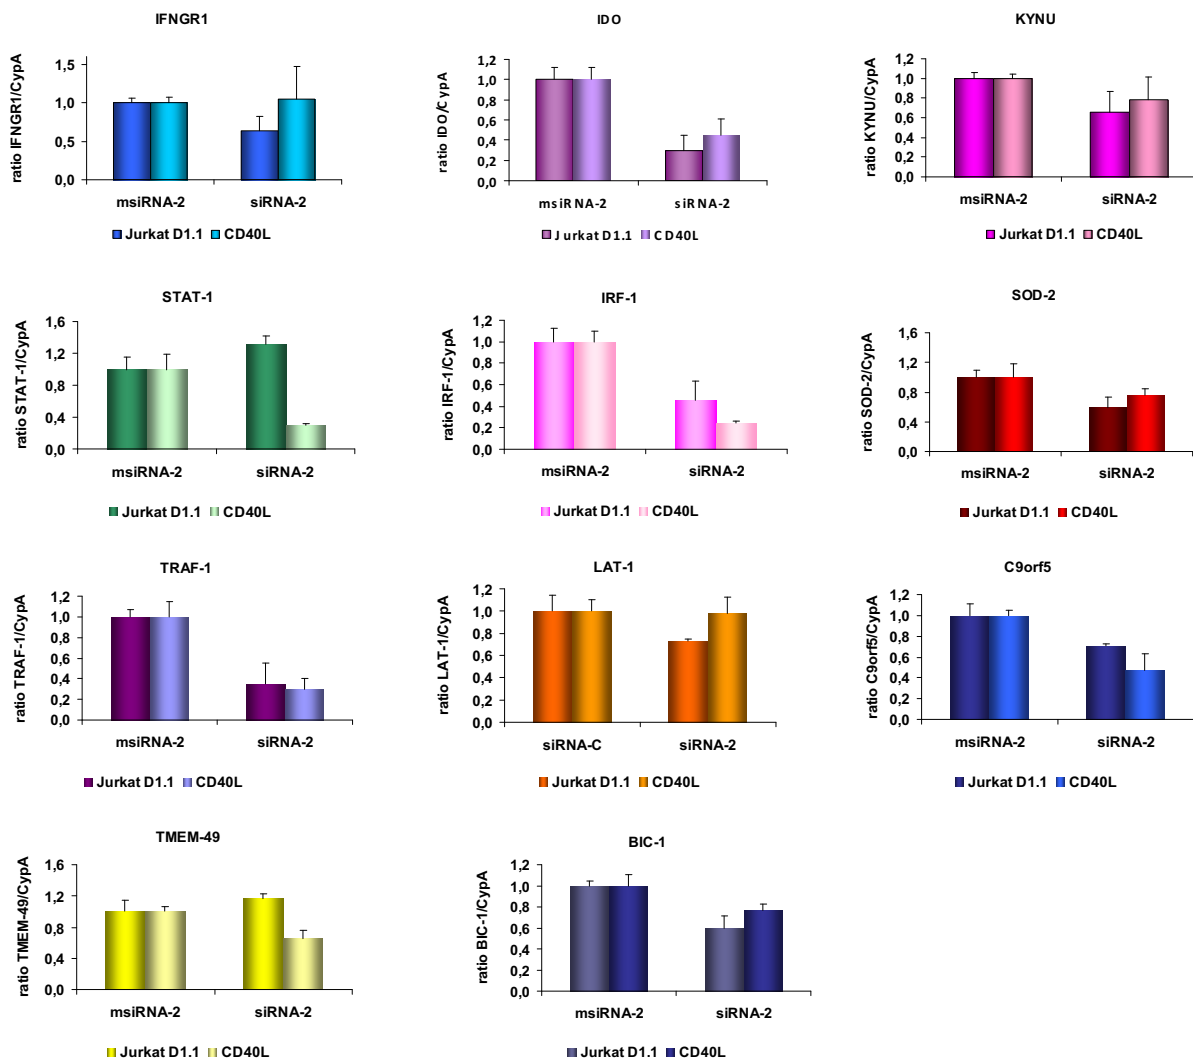 IFNGR1
ratio IFNGR1/CypA
1,5
1,0
0,5
0,0
msiRNA-2 siRNA-2
Jurkat D1.1 CD40L
IDO
ratio IDO/CypA
1,2
1,0
0,8
0,6
0,4
0,2
0,0
msiRNA-2 siRNA-2
Jurkat D1.1 CD40L
KYNU
ratio KYNU/CypA
1,2
1,0
0,8
0,6
0,4
0,2
0,0
msiRNA-2 siRNA-2
Jurkat D1.1 CD40L
STAT-1
ratio STAT-1/CypA
1,6
1,2
0,8
0,4
0,0
msiRNA-2 siRNA-2
Jurkat D1.1 CD40L
IRF-1
ratio IRF-1/CypA
1,2
1,0
0,8
0,6
0,4
0,2
0,0
msiRNA-2 siRNA-2
Jurkat D1.1 CD40L
SOD-2
ratio SOD-2/CypA
1,6
1,2
0,8
0,4
0,0
msiRNA-2 siRNA-2
Jurkat D1.1 CD40L
TRAF-1
ratio TRAF-1/CypA
1,2
1,0
0,8
0,6
0,4
0,2
0,0
msiRNA-2 siRNA-2
Jurkat D1.1 CD40L
LAT-1
ratio LAT-1/CypA
1,2
1,0
0,8
0,6
0,4
0,2
0,0
siRNA-C siRNA-2
Jurkat D1.1 CD40L
C9orf5
ratio C9orf5/CypA
1,2
1,0
0,8
0,6
0,4
0,2
0,0
msiRNA-2 siRNA-2
Jurkat D1.1 CD40L
TMEM-49
ratio TMEM-49/CypA
1,6
1,2
0,8
0,4
0,0
msiRNA-2 siRNA-2
Jurkat D1.1 CD40L
BIC-1
ratio BIC-1/CypA
1,2
1,0
0,8
0,6
0,4
0,2
0,0
msiRNA-2 siRNA-2
Jurkat D1.1 CD40L